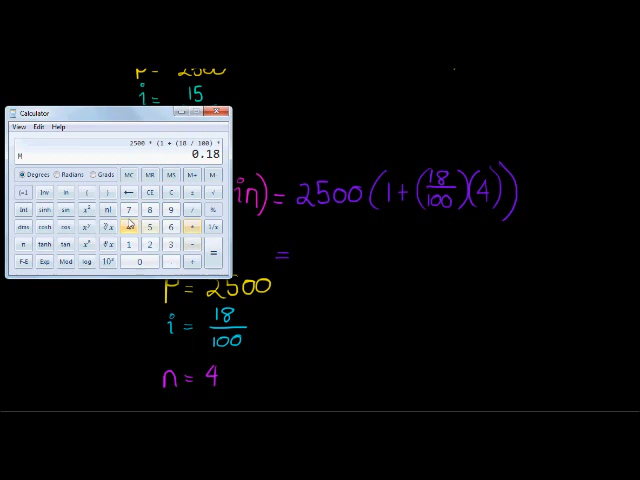 P = 2500
i = 15
Calculator
View Edit Help
2500 * (1 + (18 / 100) *
M 0.18
Degrees Radians Grads MC MR MS M+ M-
Inv ln ( ) ← CE C ± √
Int sinh sin x² n! 7 8 9 / %
dms cosh cos xʸ 5 6 * 1/x
π tanh tan x³ 1 2 3 - =
F-E Exp Mod log 10ˣ 0 . +
in) = 2500 (1 + (18/100)(4))
=
P = 2500
i = 18/100
n = 4